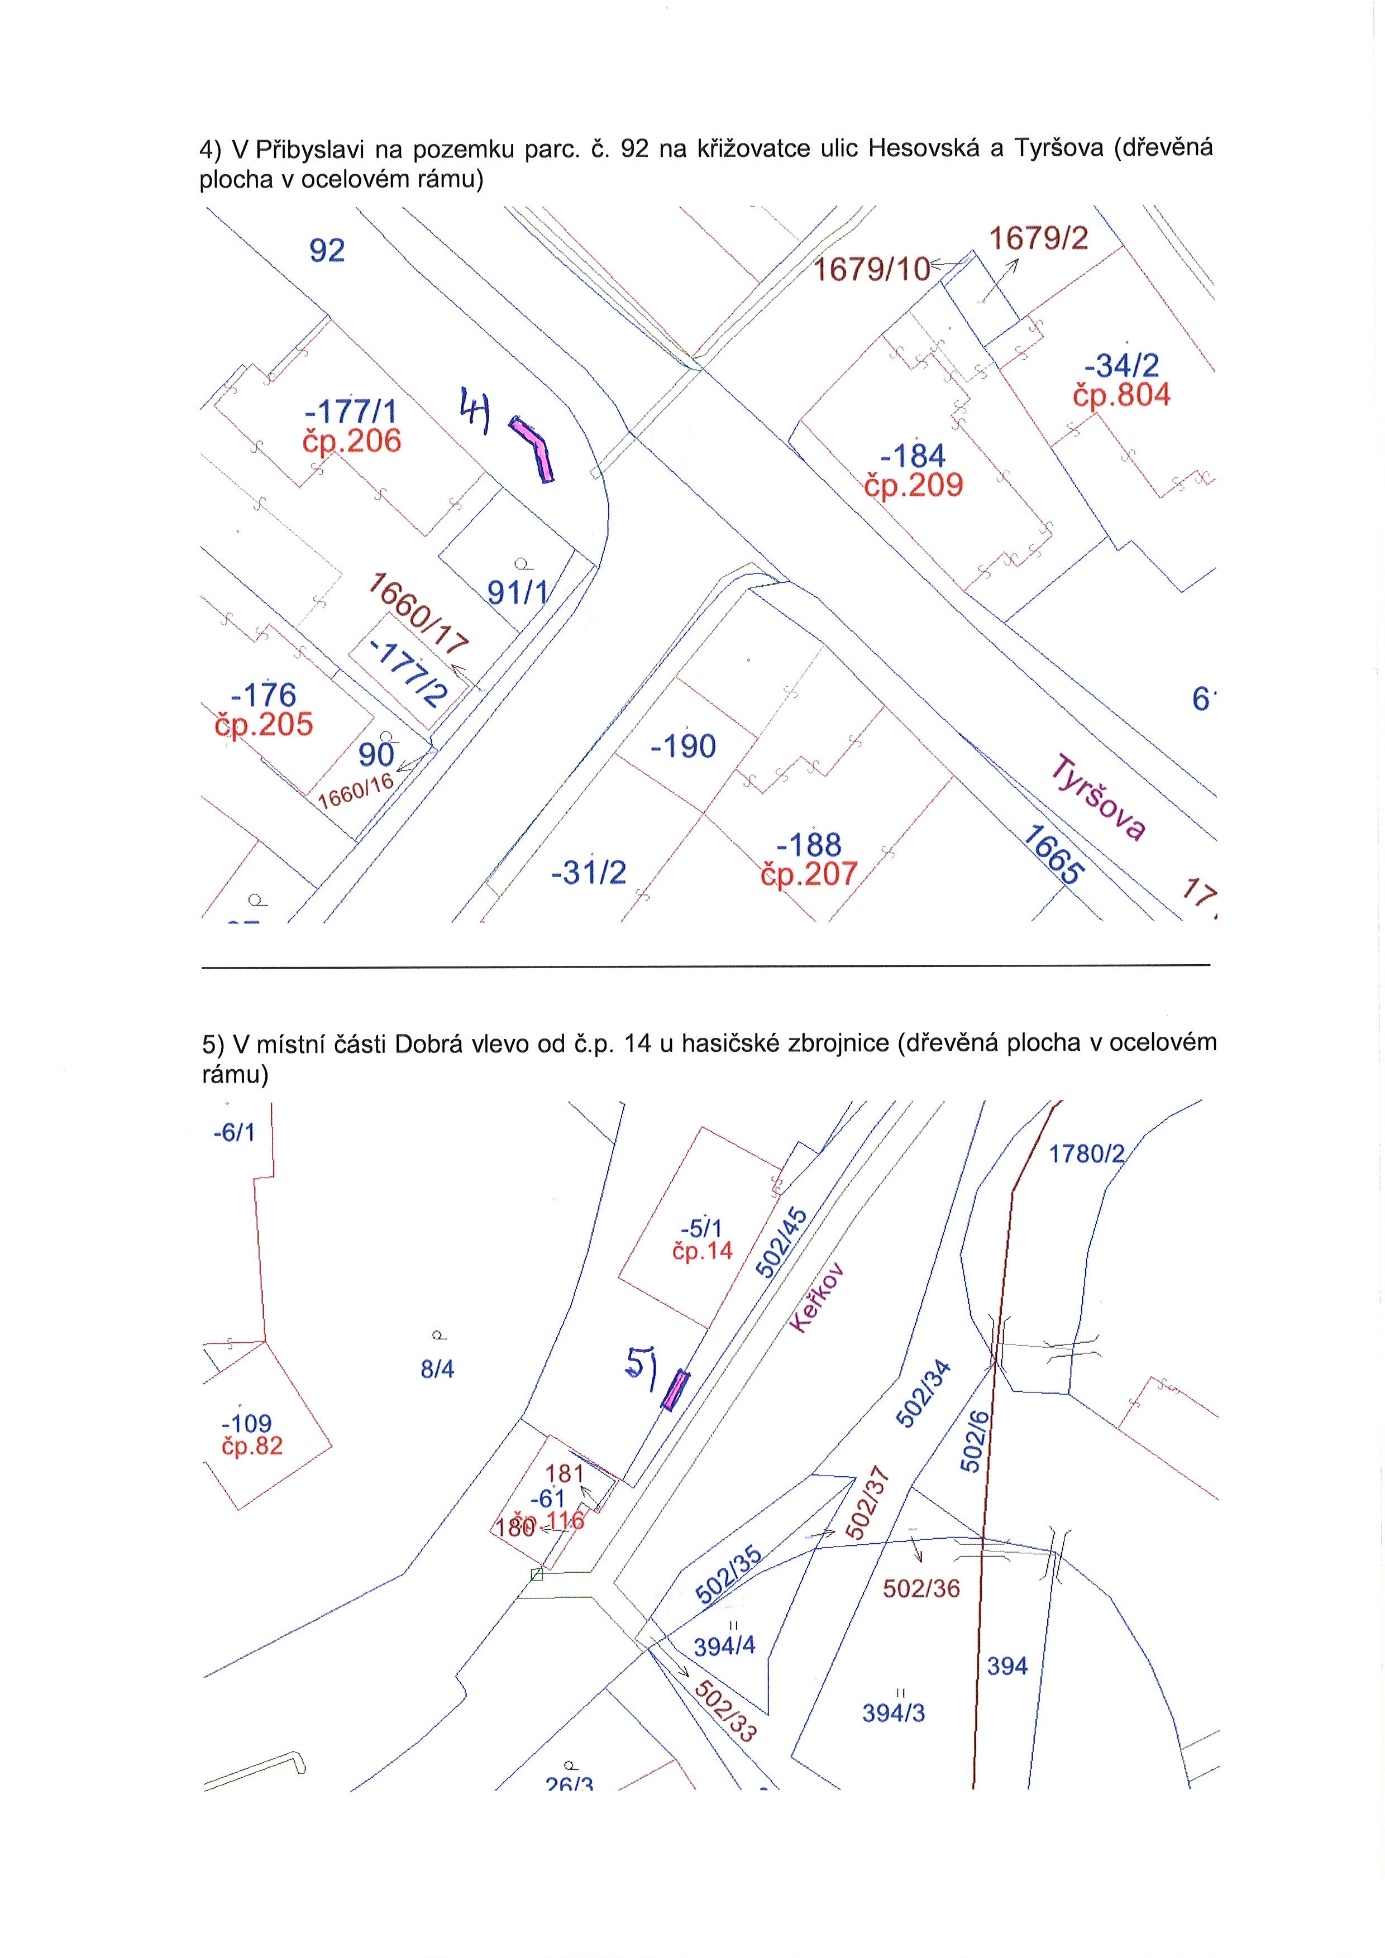 4) V Přibyslavi na pozemku parc. č. 92 na křižovatce ulic Hesovská a Tyršova (dřevěná
plocha v ocelovém rámu)
92
1679/2
1679/10
-34/2
čp.804
-177/1
čp.206
4)
-184
čp.209
91/1
1660/17
-177/2
-176
čp.205
90
1660/16
-190
-31/2
-188
čp.207
Tyršova
1665
5) V místní části Dobrá vlevo od č.p. 14 u hasičské zbrojnice (dřevěná plocha v ocelovém
rámu)
-6/1
1780/2
-5/1
čp.14
502/45
Keřkov
8/4
5)
502/34
-109
čp.82
502/6
181
-61
čp.116
180
502/37
502/35
502/36
394/4
394
502/33
394/3
26/3